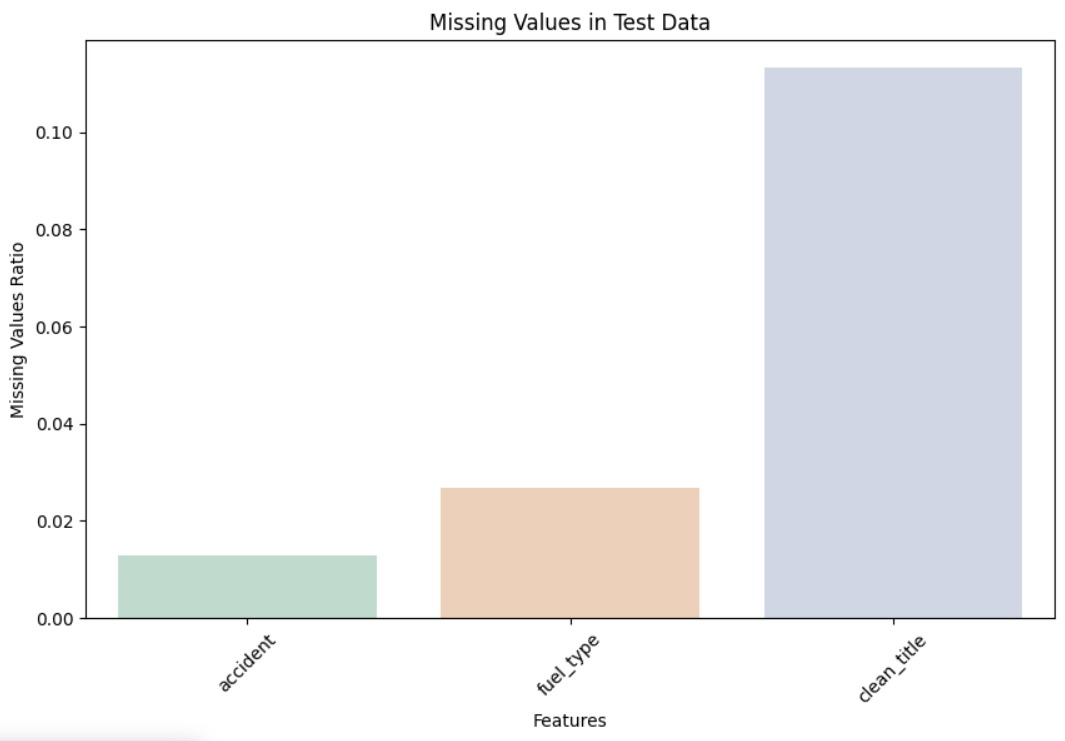 Missing Values in Test Data
Missing Values Ratio
0.10
0.08
0.06
0.04
0.02
0.00
accident
fuel_type
clean_title
Features